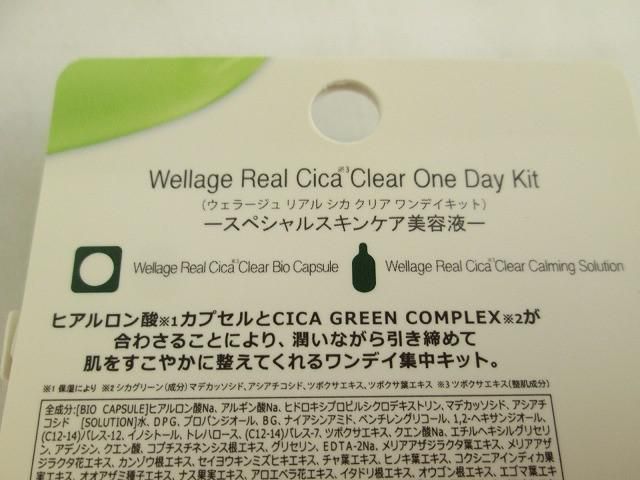 Wellage Real Cica※3Clear One Day Kit
（ウェラージュ リアル シカ クリア ワンデイキット）
―スペシャルスキンケア美容液―
Wellage Real Cica※3Clear Bio Capsule
Wellage Real Cica※3Clear Calming Solution
ヒアルロン酸※1カプセルとCICA GREEN COMPLEX※2が
合わさることにより、潤いながら引き締めて
肌をすこやかに整えてくれるワンデイ集中キット。
※1 保湿により ※2 シカグリーン(成分) マデカッソシド、アシアチコシド、ツボクサエキス、ツボクサ葉エキス ※3 ツボクサエキス(整肌成分)
全成分:[BIO CAPSULE]ヒアルロン酸Na、アルギン酸Na、ヒドロキシプロピルシクロデキストリン、マデカッソシド、アシアチ
コシド [SOLUTION]水、DPG、プロパンジオール、BG、ナイアシンアミド、ペンチレングリコール、1,2-ヘキサンジオール、
(C12-14)パレス-12、イノシトール、トレハロース、(C12-14)パレス-7、ツボクサエキス、クエン酸Na、エチルヘキシルグリセリ
ン、アデノシン、クエン酸、コプチスチネンシス根エキス、グリセリン、EDTA-2Na、メリアアザジラクタ葉エキス、メリアアザ
ジラクタ花エキス、カンゾウ根エキス、セイヨウキンミズヒキエキス、チャ葉エキス、ヒノキ葉エキス、コクシニアインディカ果
実エキス、オオアザミ種子エキス、ナス果実エキス、アロエベラ花エキス、イタドリ根エキス、オウゴン根エキス、エゴマ葉エキ